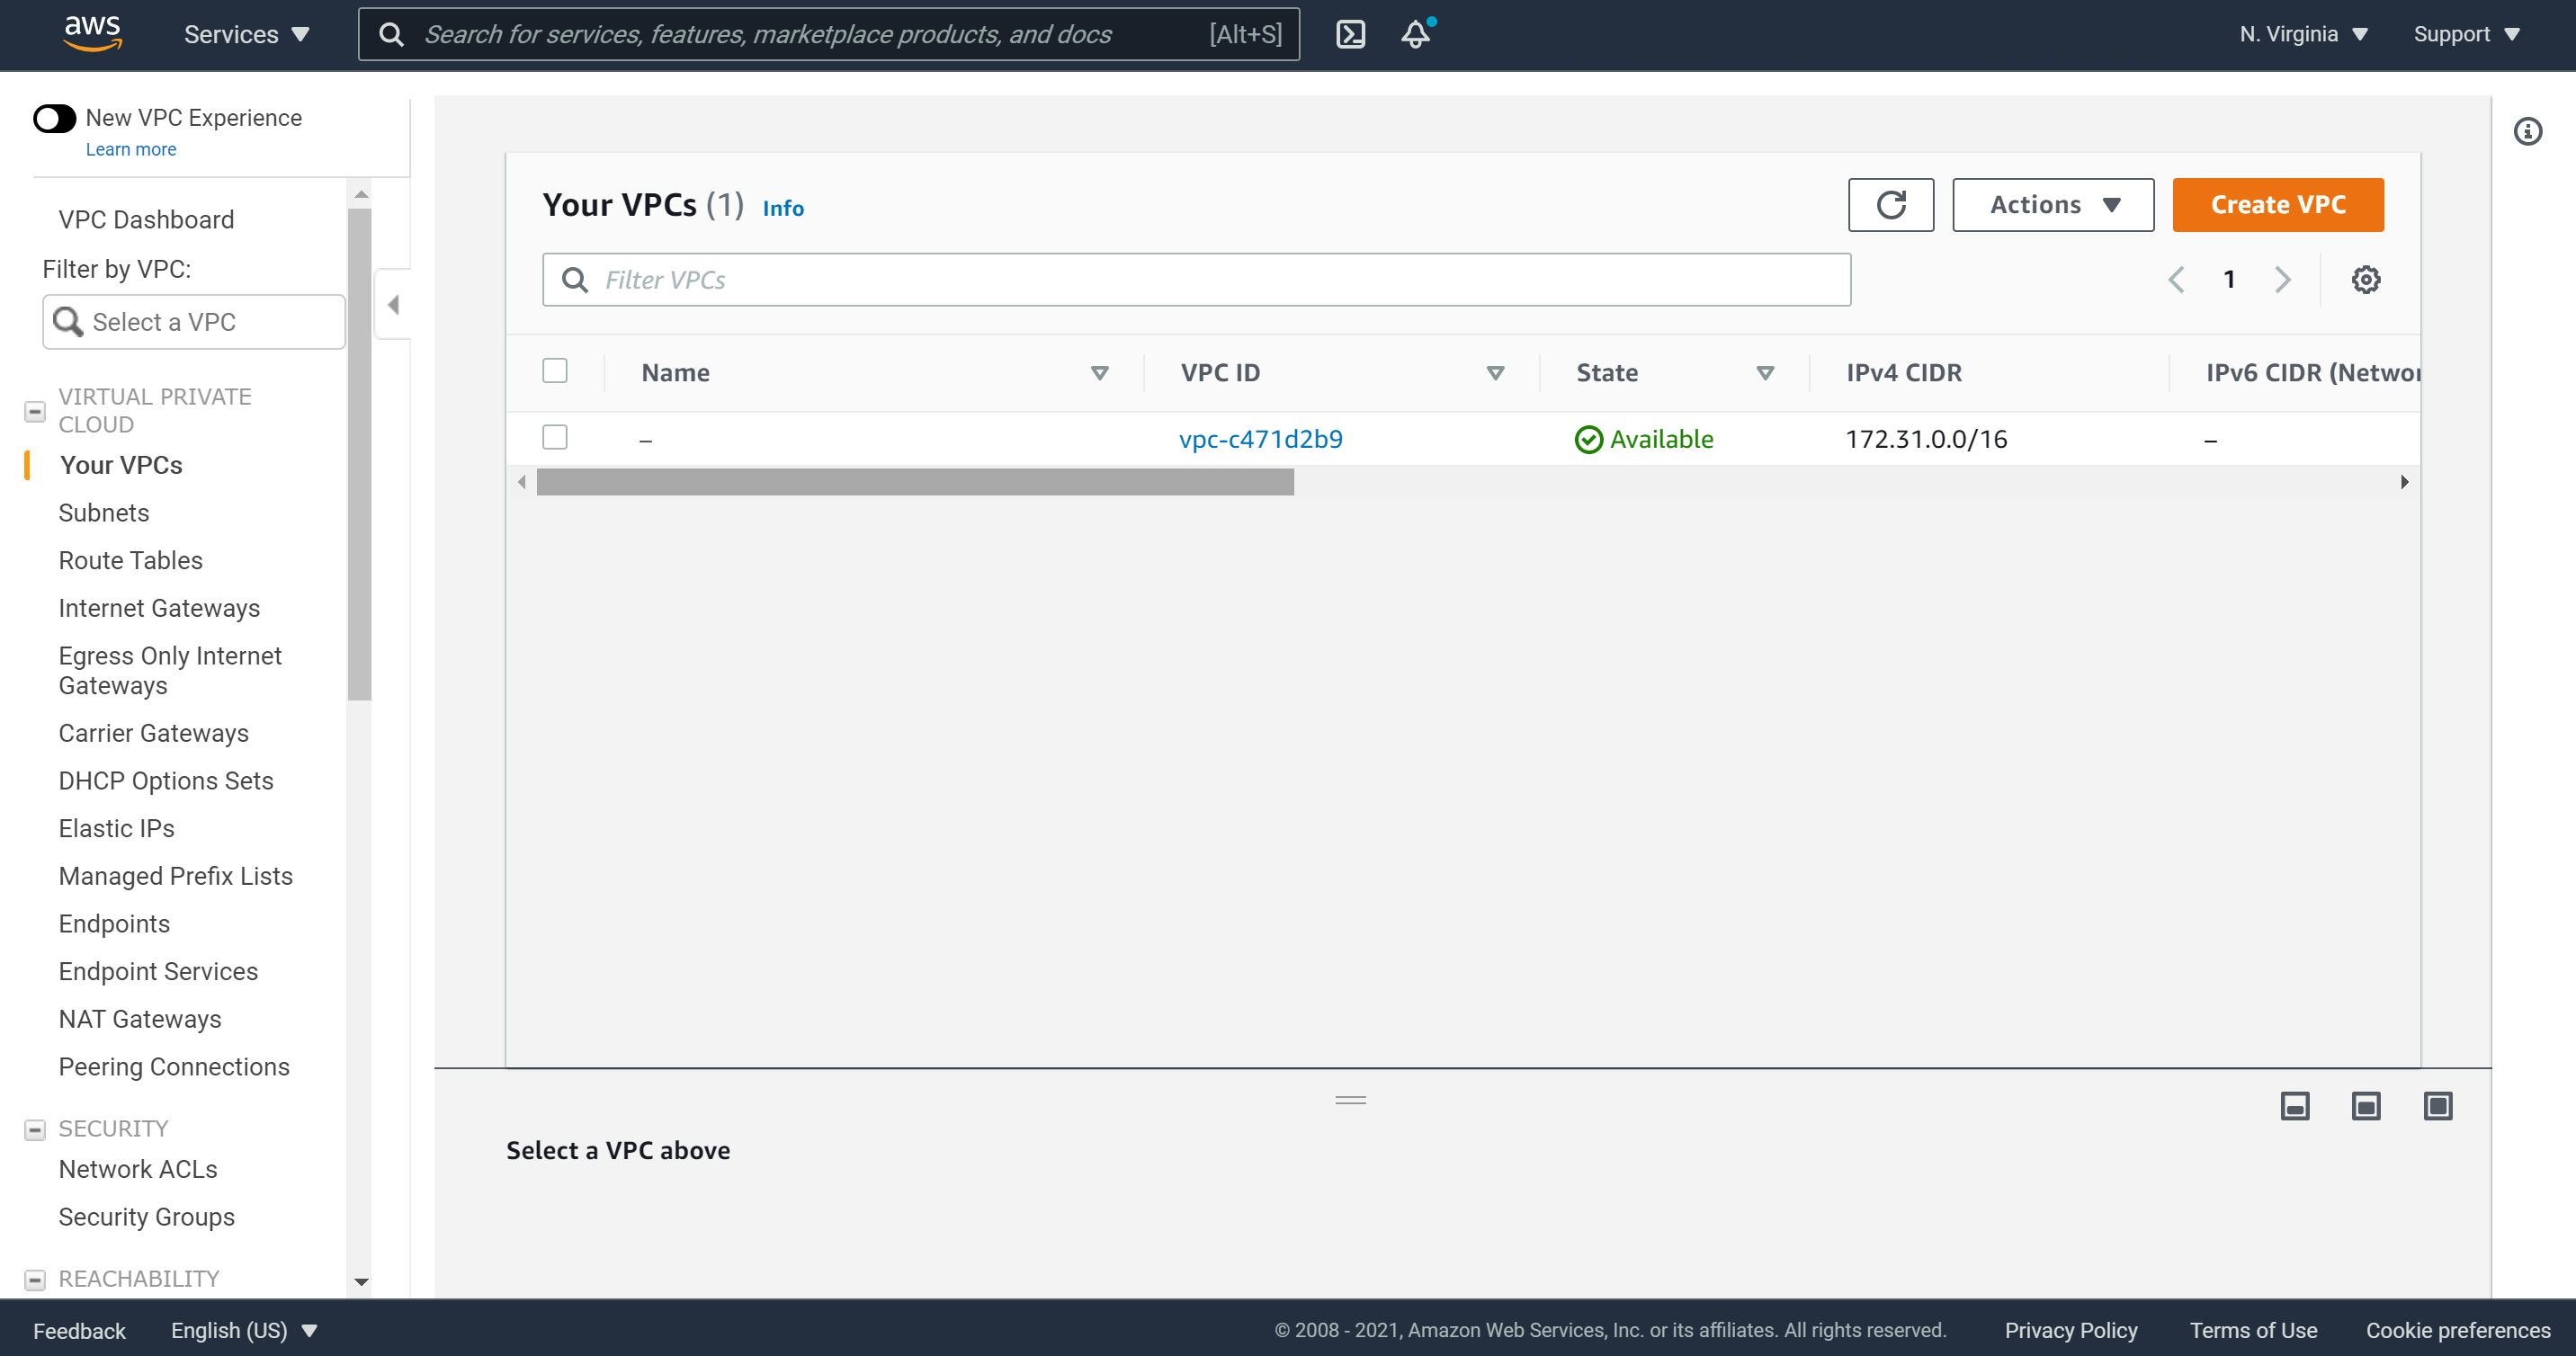 aws Services Search for services, features, marketplace products, and docs [Alt+S] N. Virginia Support
New VPC Experience
Learn more
VPC Dashboard
Filter by VPC:
Select a VPC
VIRTUAL PRIVATE
CLOUD
Your VPCs
Subnets
Route Tables
Internet Gateways
Egress Only Internet
Gateways
Carrier Gateways
DHCP Options Sets
Elastic IPs
Managed Prefix Lists
Endpoints
Endpoint Services
NAT Gateways
Peering Connections
SECURITY
Network ACLs
Security Groups
REACHABILITY
Your VPCs (1) Info Actions Create VPC
Filter VPCs 1
Name VPC ID State IPv4 CIDR IPv6 CIDR (Networ
– vpc-c471d2b9 Available 172.31.0.0/16 –
Select a VPC above
Feedback English (US) © 2008 - 2021, Amazon Web Services, Inc. or its affiliates. All rights reserved. Privacy Policy Terms of Use Cookie preferences